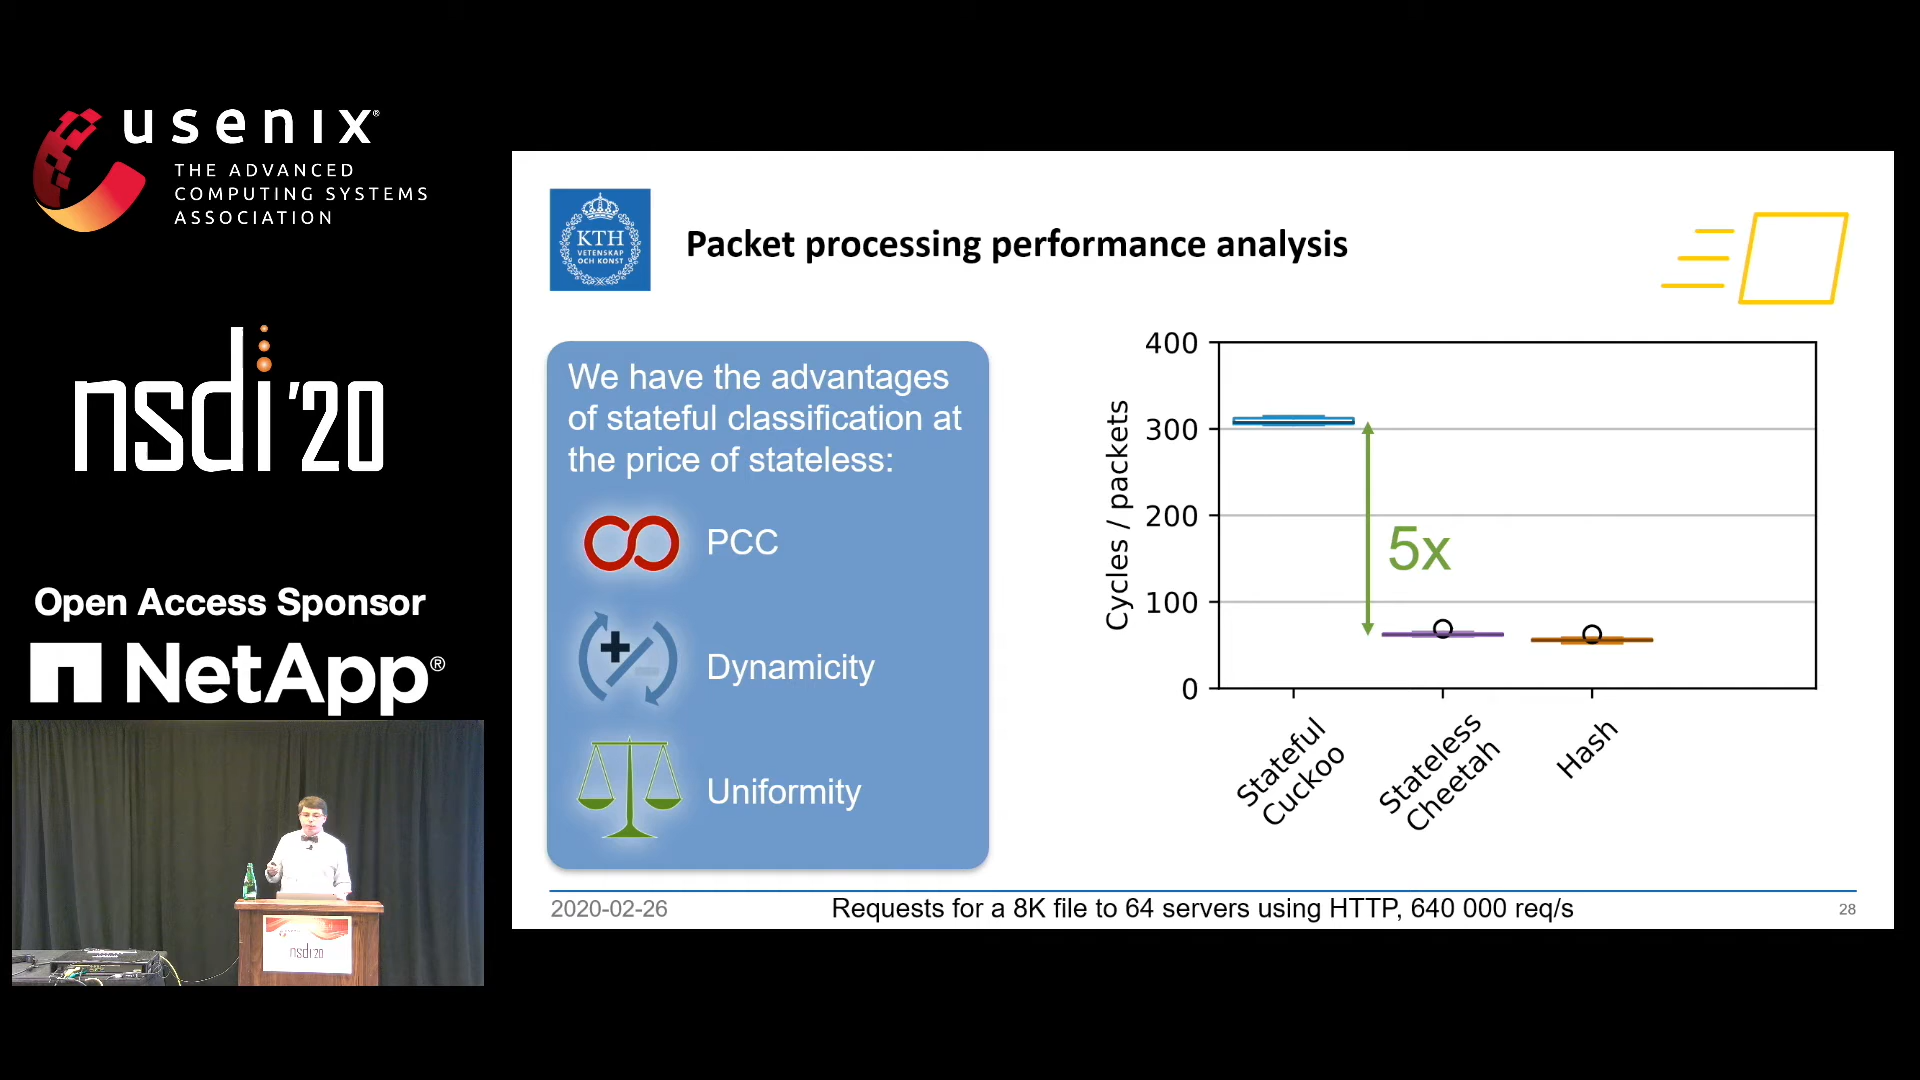 usenix®
THE ADVANCED
COMPUTING SYSTEMS
ASSOCIATION
nsdi '20
Open Access Sponsor
NetApp®
nsdi'20
KTH
VETENSKAP
OCH KONST
Packet processing performance analysis
We have the advantages
of stateful classification at
the price of stateless:
PCC
Dynamicity
Uniformity
Cycles / packets
400
300
200
100
0
5x
Stateful
Cuckoo
Stateless
Cheetah
Hash
2020-02-26
Requests for a 8K file to 64 servers using HTTP, 640 000 req/s
28